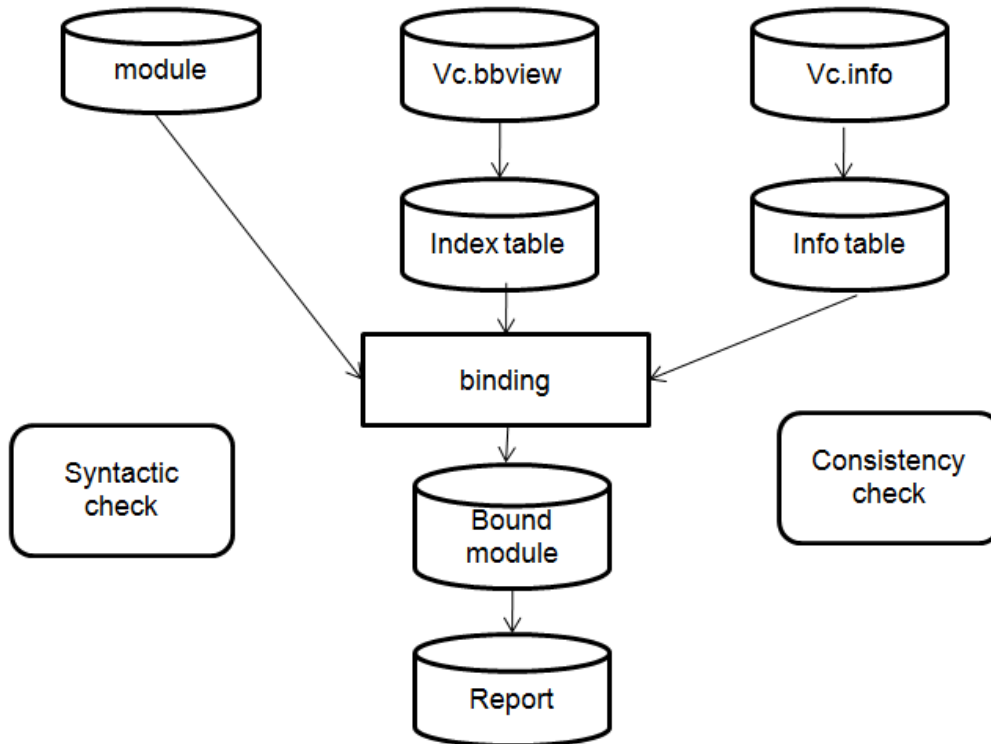 module
Vc.bbview
Vc.info
Index table
Info table
binding
Syntactic
check
Consistency
check
Bound
module
Report